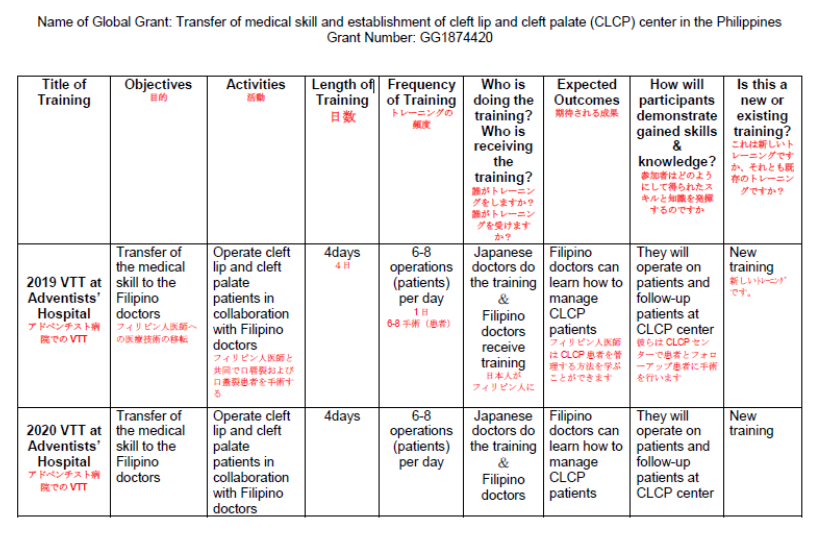 Name of Global Grant: Transfer of medical skill and establishment of cleft lip and cleft palate (CLCP) center in the Philippines
Grant Number: GG1874420
Title of
Training
Objectives
目的
Activities
活動
Length of
Training
日数
Frequency
of Training
トレーニングの
頻度
Who is
doing the
training?
Who is
receiving
the
training?
誰がトレーニン
グをしますか?
誰がトレーニン
グを受けます
か?
Expected
Outcomes
期待される成果
How will
participants
demonstrate
gained skills
&
knowledge?
参加者はどのよう
にして得られたス
キルと知識を発揮
するのですか
Is this a
new or
existing
training?
これは新しいト
レーニングです
か、それとも既
存のトレーニン
グですか?
2019 VTT at
Adventists'
Hospital
アドベンチスト病
院での VTT
Transfer of
the medical
skill to the
Filipino
doctors
フィリピン人医師へ
の医療技術の移転
Operate cleft
lip and cleft
palate
patients in
collaboration
with Filipino
doctors
フィリピン人医師と
共同で口唇裂および
口蓋裂患者を手術す
る
4days
4日
6-8
operations
(patients)
per day
1日
6-8 手術（患者）
Japanese
doctors do
the training
&
Filipino
doctors
receive
training
日本人が
フィリピン人に
Filipino
doctors can
learn how to
manage
CLCP
patients
フィリピン人医師
は CLCP 患者を管
理する方法を学ぶ
ことができます
They will
operate on
patients and
follow-up
patients at
CLCP center
彼らは CLCP セン
ターで患者とフォロ
ーアップ患者に手術
を行います
New
training
新しいトレーニング
です。
2020 VTT at
Adventists'
Hospital
アドベンチスト病
院での VTT
Transfer of
the medical
skill to the
Filipino
doctors
Operate cleft
lip and cleft
palate
patients in
collaboration
with Filipino
doctors
4days
6-8
operations
(patients)
per day
Japanese
doctors do
the training
&
Filipino
doctors
Filipino
doctors can
learn how to
manage
CLCP
patients
They will
operate on
patients and
follow-up
patients at
CLCP center
New
training